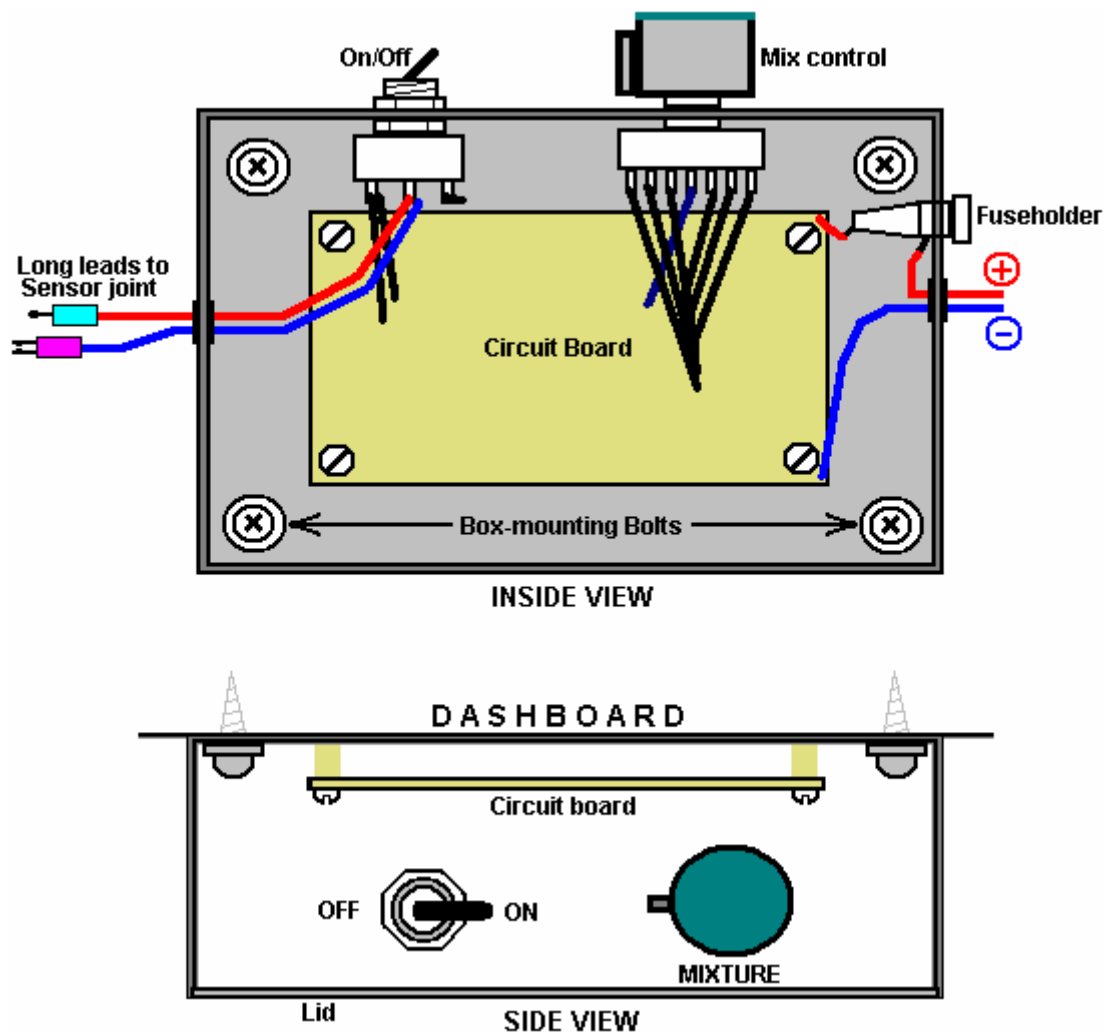 On/Off
Mix control
Fuseholder
Long leads to
Sensor joint
+
−
Circuit Board
Box-mounting Bolts
INSIDE VIEW
DASHBOARD
Circuit board
OFF
ON
MIXTURE
Lid
SIDE VIEW